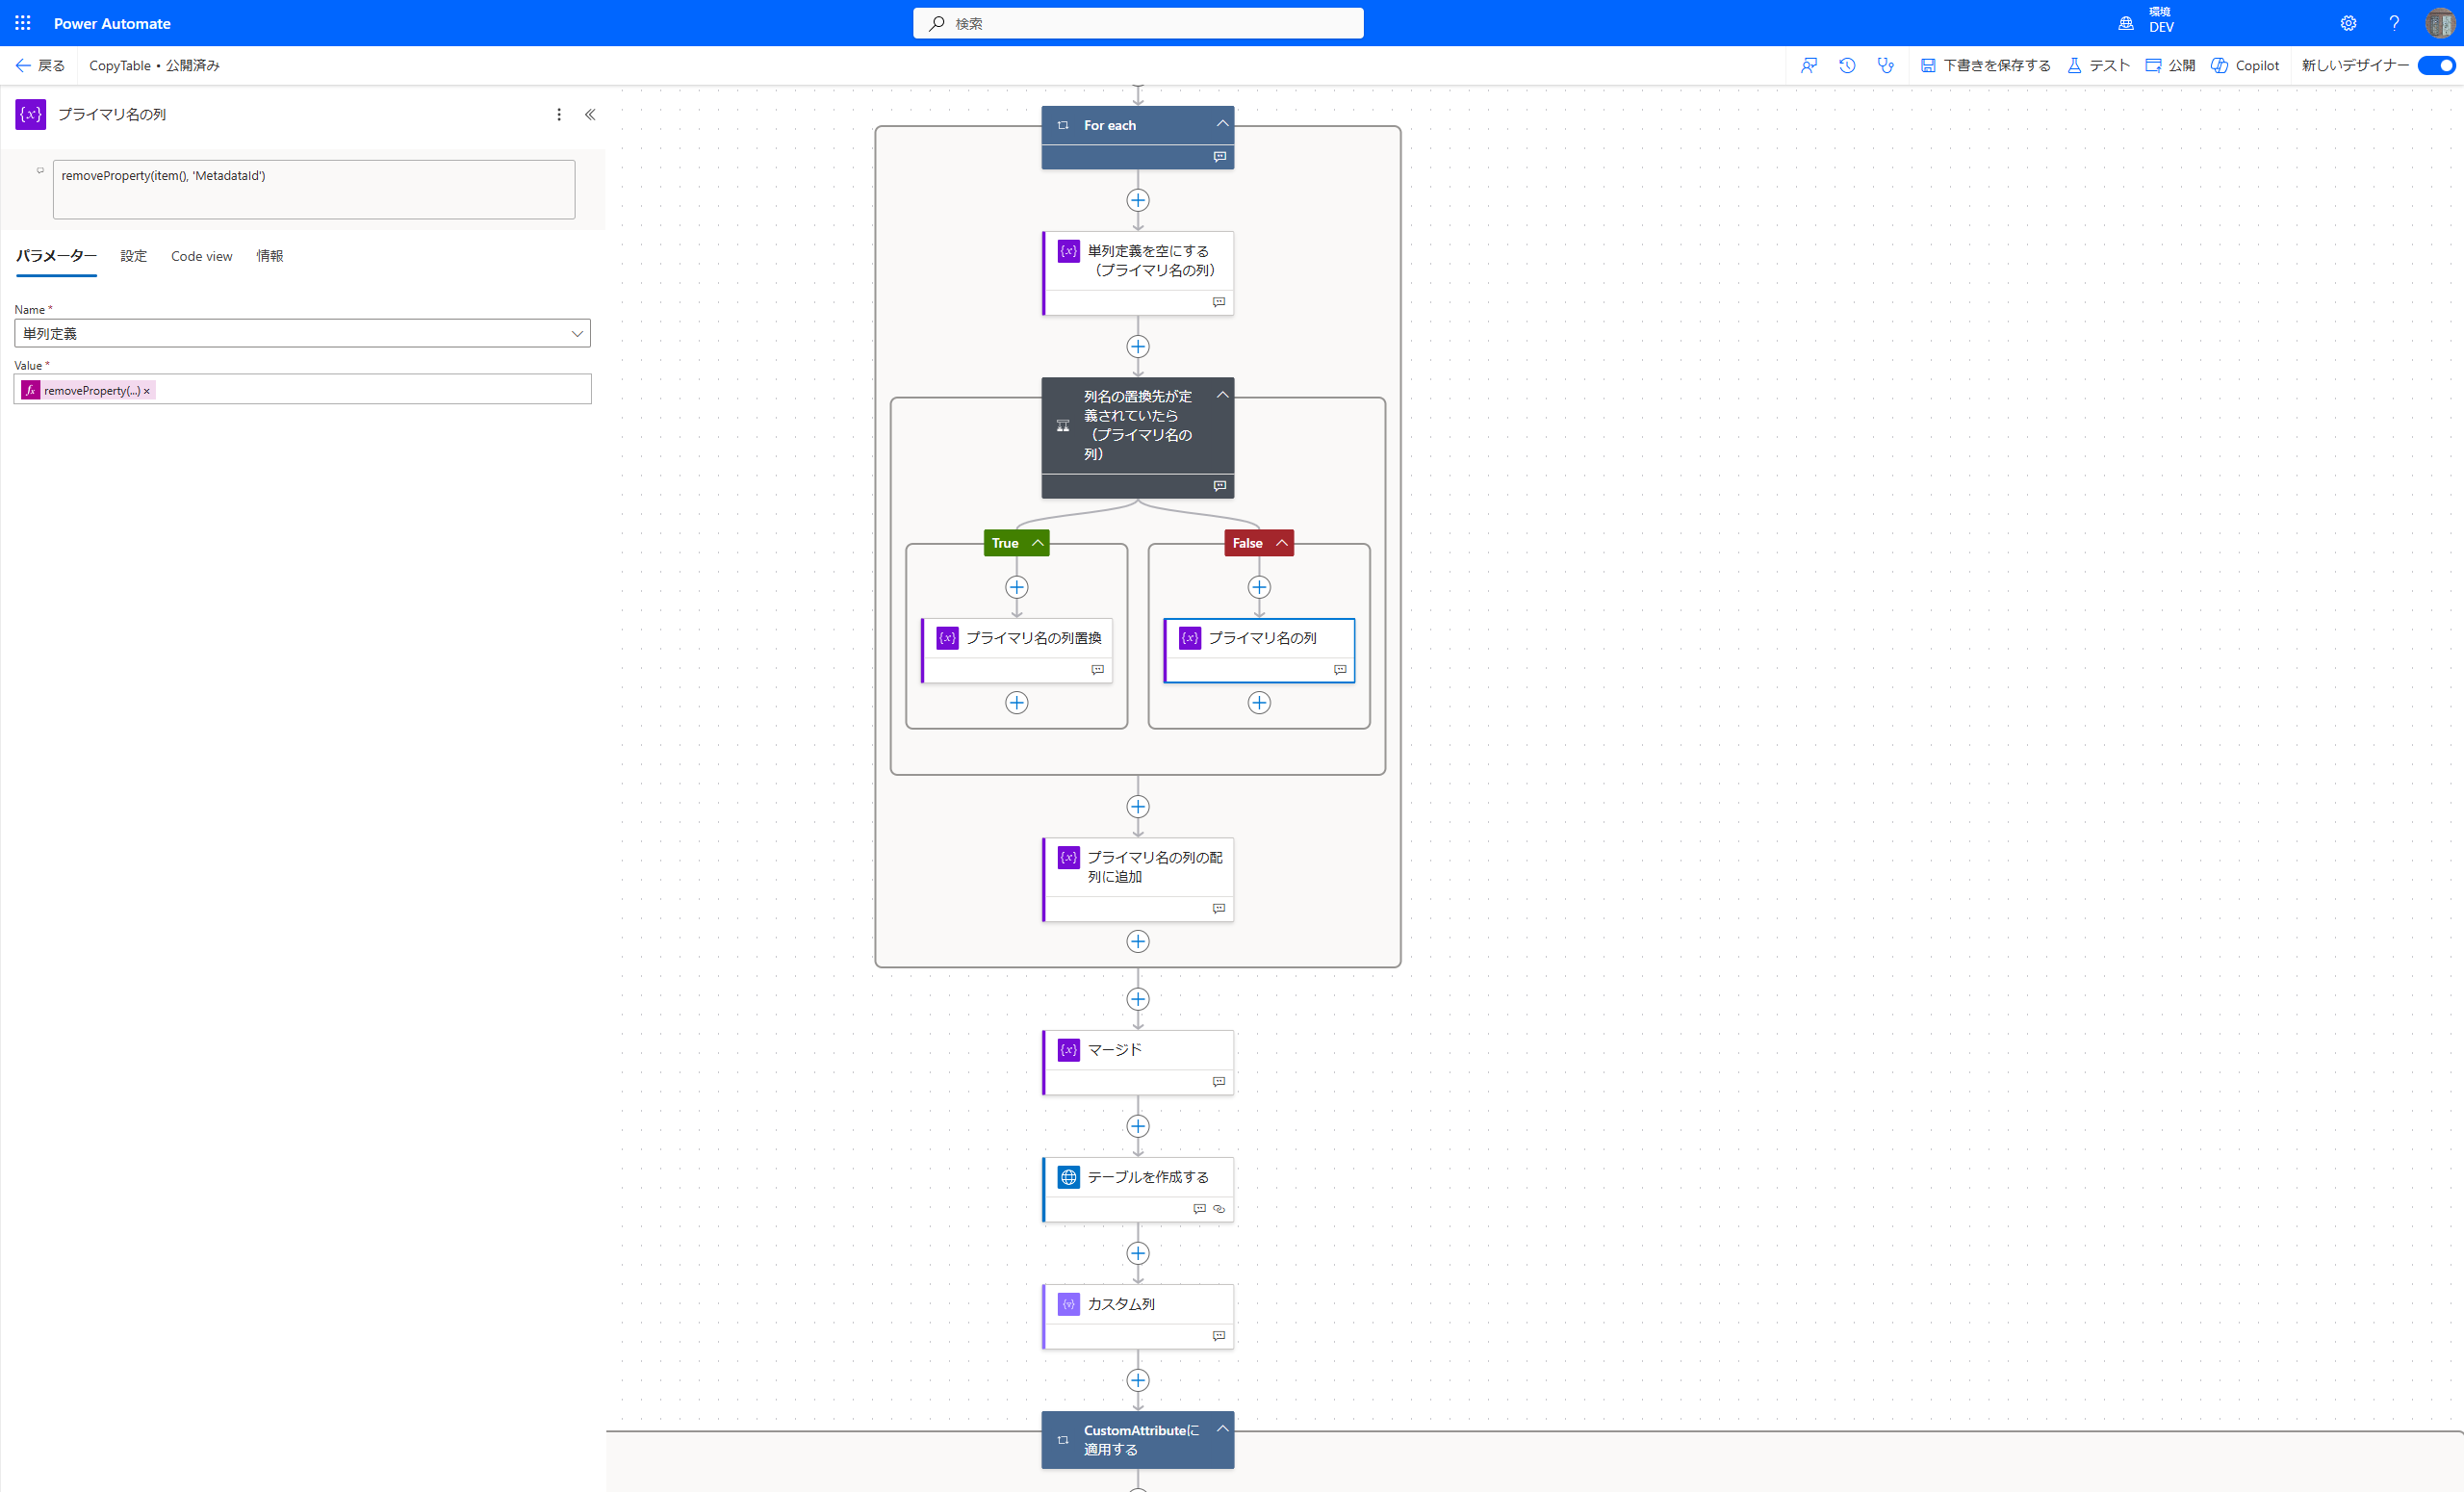 Power Automate
検索
環境
DEV
戻る
CopyTable • 公開済み
下書きを保存する
テスト
公開
Copilot
新しいデザイナー
{x} プライマリ名の列
removeProperty(item(), 'MetadataId')
パラメーター
設定
Code view
情報
Name *
単列定義
Value *
fx removeProperty(...) ×
For each
{x} 単列定義を空にする
（プライマリ名の列）
列名の置換先が定
義されていたら
（プライマリ名の
列）
True
False
{x} プライマリ名の列置換
{x} プライマリ名の列
{x} プライマリ名の列の配
列に追加
{x} マージド
テーブルを作成する
{v} カスタム列
CustomAttributeに
適用する